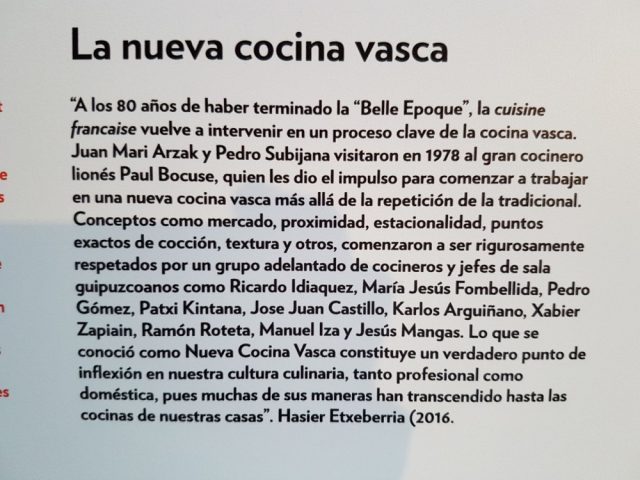 La nueva cocina vasca
“A los 80 años de haber terminado la “Belle Epoque”, la cuisine
francaise vuelve a intervenir en un proceso clave de la cocina vasca.
Juan Mari Arzak y Pedro Subijana visitaron en 1978 al gran cocinero
lionés Paul Bocuse, quien les dio el impulso para comenzar a trabajar
en una nueva cocina vasca más allá de la repetición de la tradicional.
Conceptos como mercado, proximidad, estacionalidad, puntos
exactos de cocción, textura y otros, comenzaron a ser rigurosamente
respetados por un grupo adelantado de cocineros y jefes de sala
guipuzcoanos como Ricardo Idiaquez, María Jesús Fombellida, Pedro
Gómez, Patxi Kintana, Jose Juan Castillo, Karlos Arguiñano, Xabier
Zapiain, Ramón Roteta, Manuel Iza y Jesús Mangas. Lo que se
conoció como Nueva Cocina Vasca constituye un verdadero punto de
inflexión en nuestra cultura culinaria, tanto profesional como
doméstica, pues muchas de sus maneras han transcendido hasta las
cocinas de nuestras casas”. Hasier Etxeberria (2016.